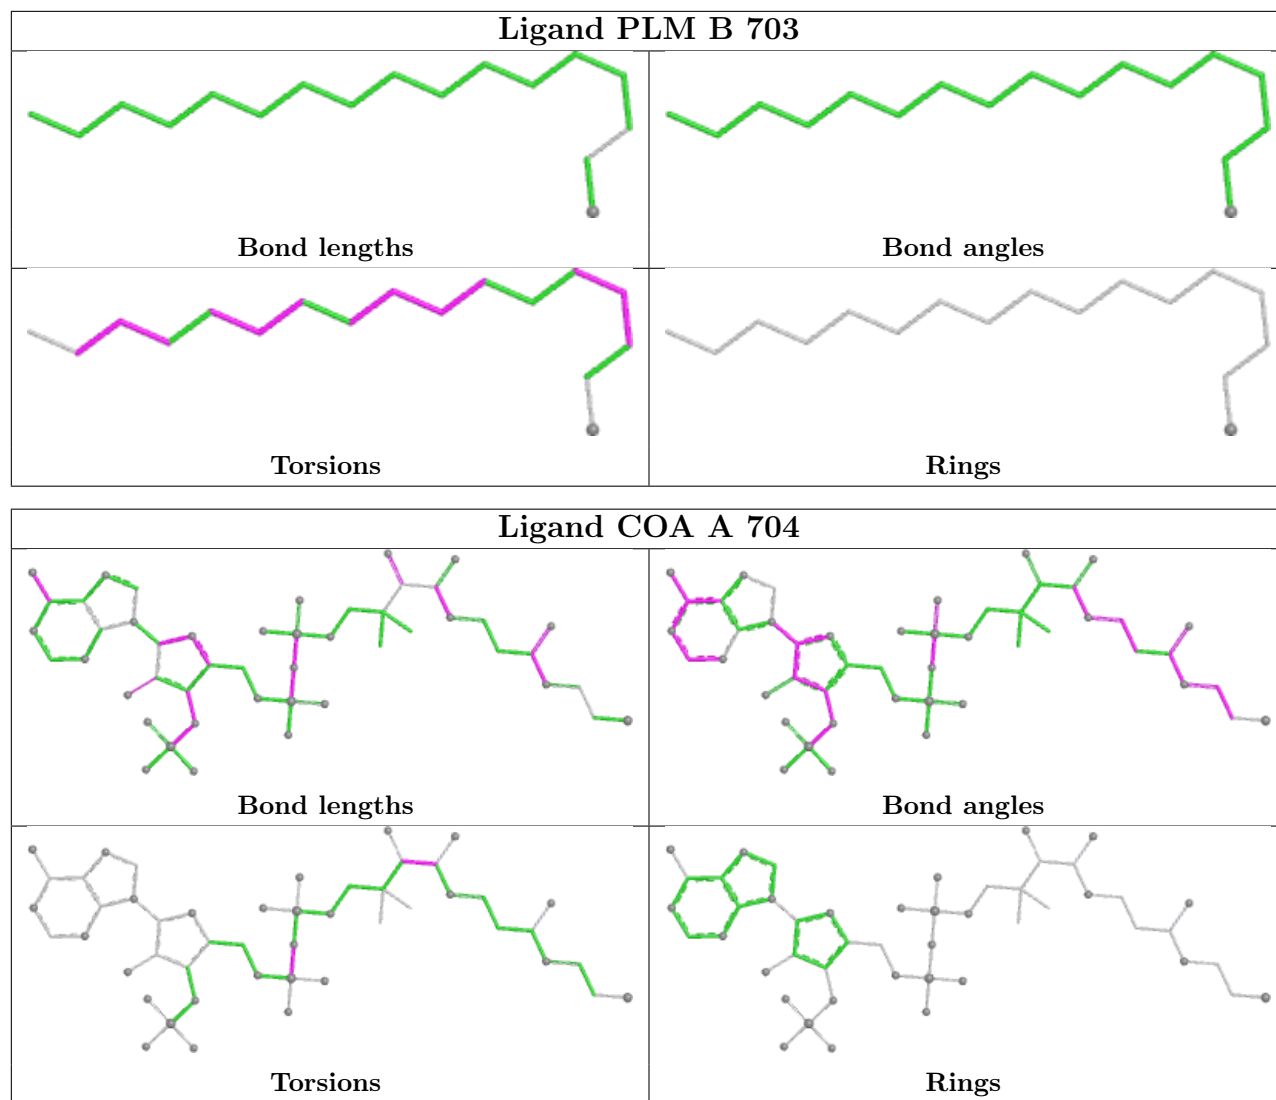 Ligand PLM B 703
Bond lengths
Bond angles
Torsions
Rings
Ligand COA A 704
Bond lengths
Bond angles
Torsions
Rings